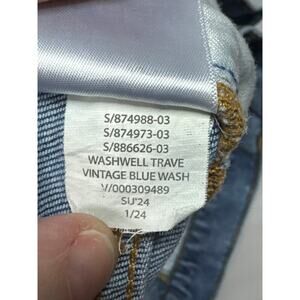 S/874988-03
S/874973-03
S/886626-03
WASHWELL TRAVE
VINTAGE BLUE WASH
V/000309489
SU'24
1/24